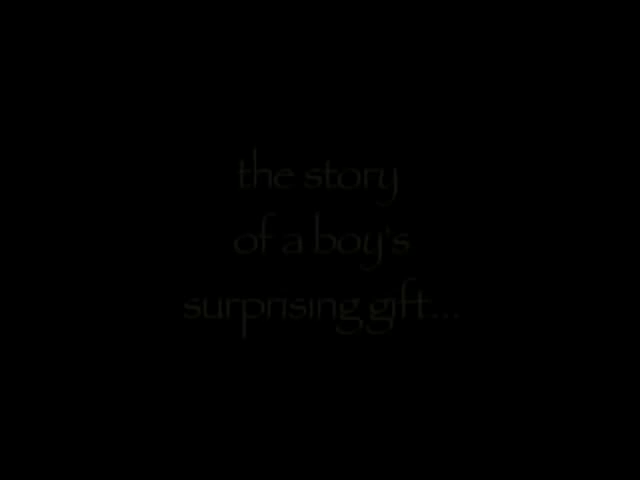 the story
of a boy's
surprising gift...